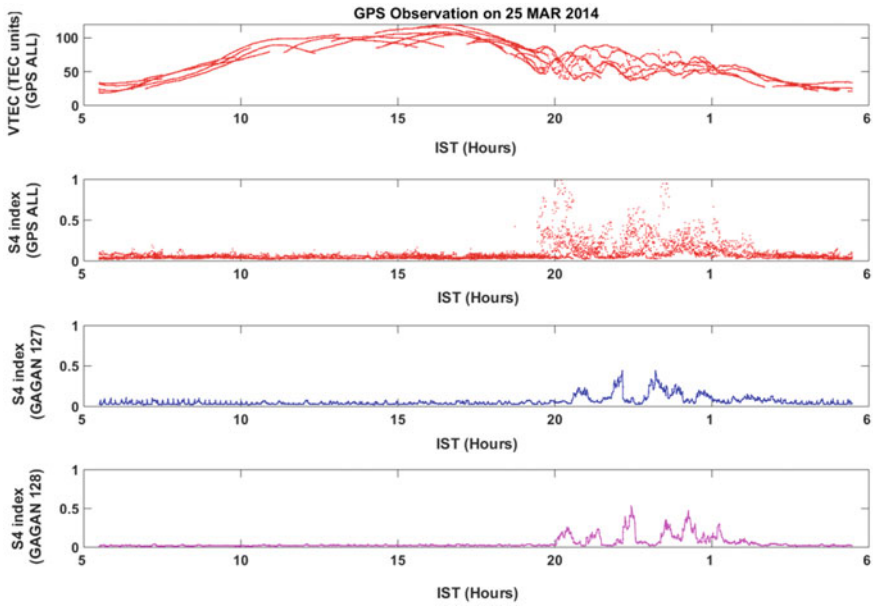 GPS Observation on 25 MAR 2014
VTEC (TEC units)
(GPS ALL)
100
50
0
5 10 15 20 1 6
IST (Hours)
S4 index
(GPS ALL)
1
0.5
0
5 10 15 20 1 6
IST (Hours)
S4 index
(GAGAN 127)
1
0.5
0
5 10 15 20 1 6
IST (Hours)
S4 index
(GAGAN 128)
1
0.5
0
5 10 15 20 1 6
IST (Hours)